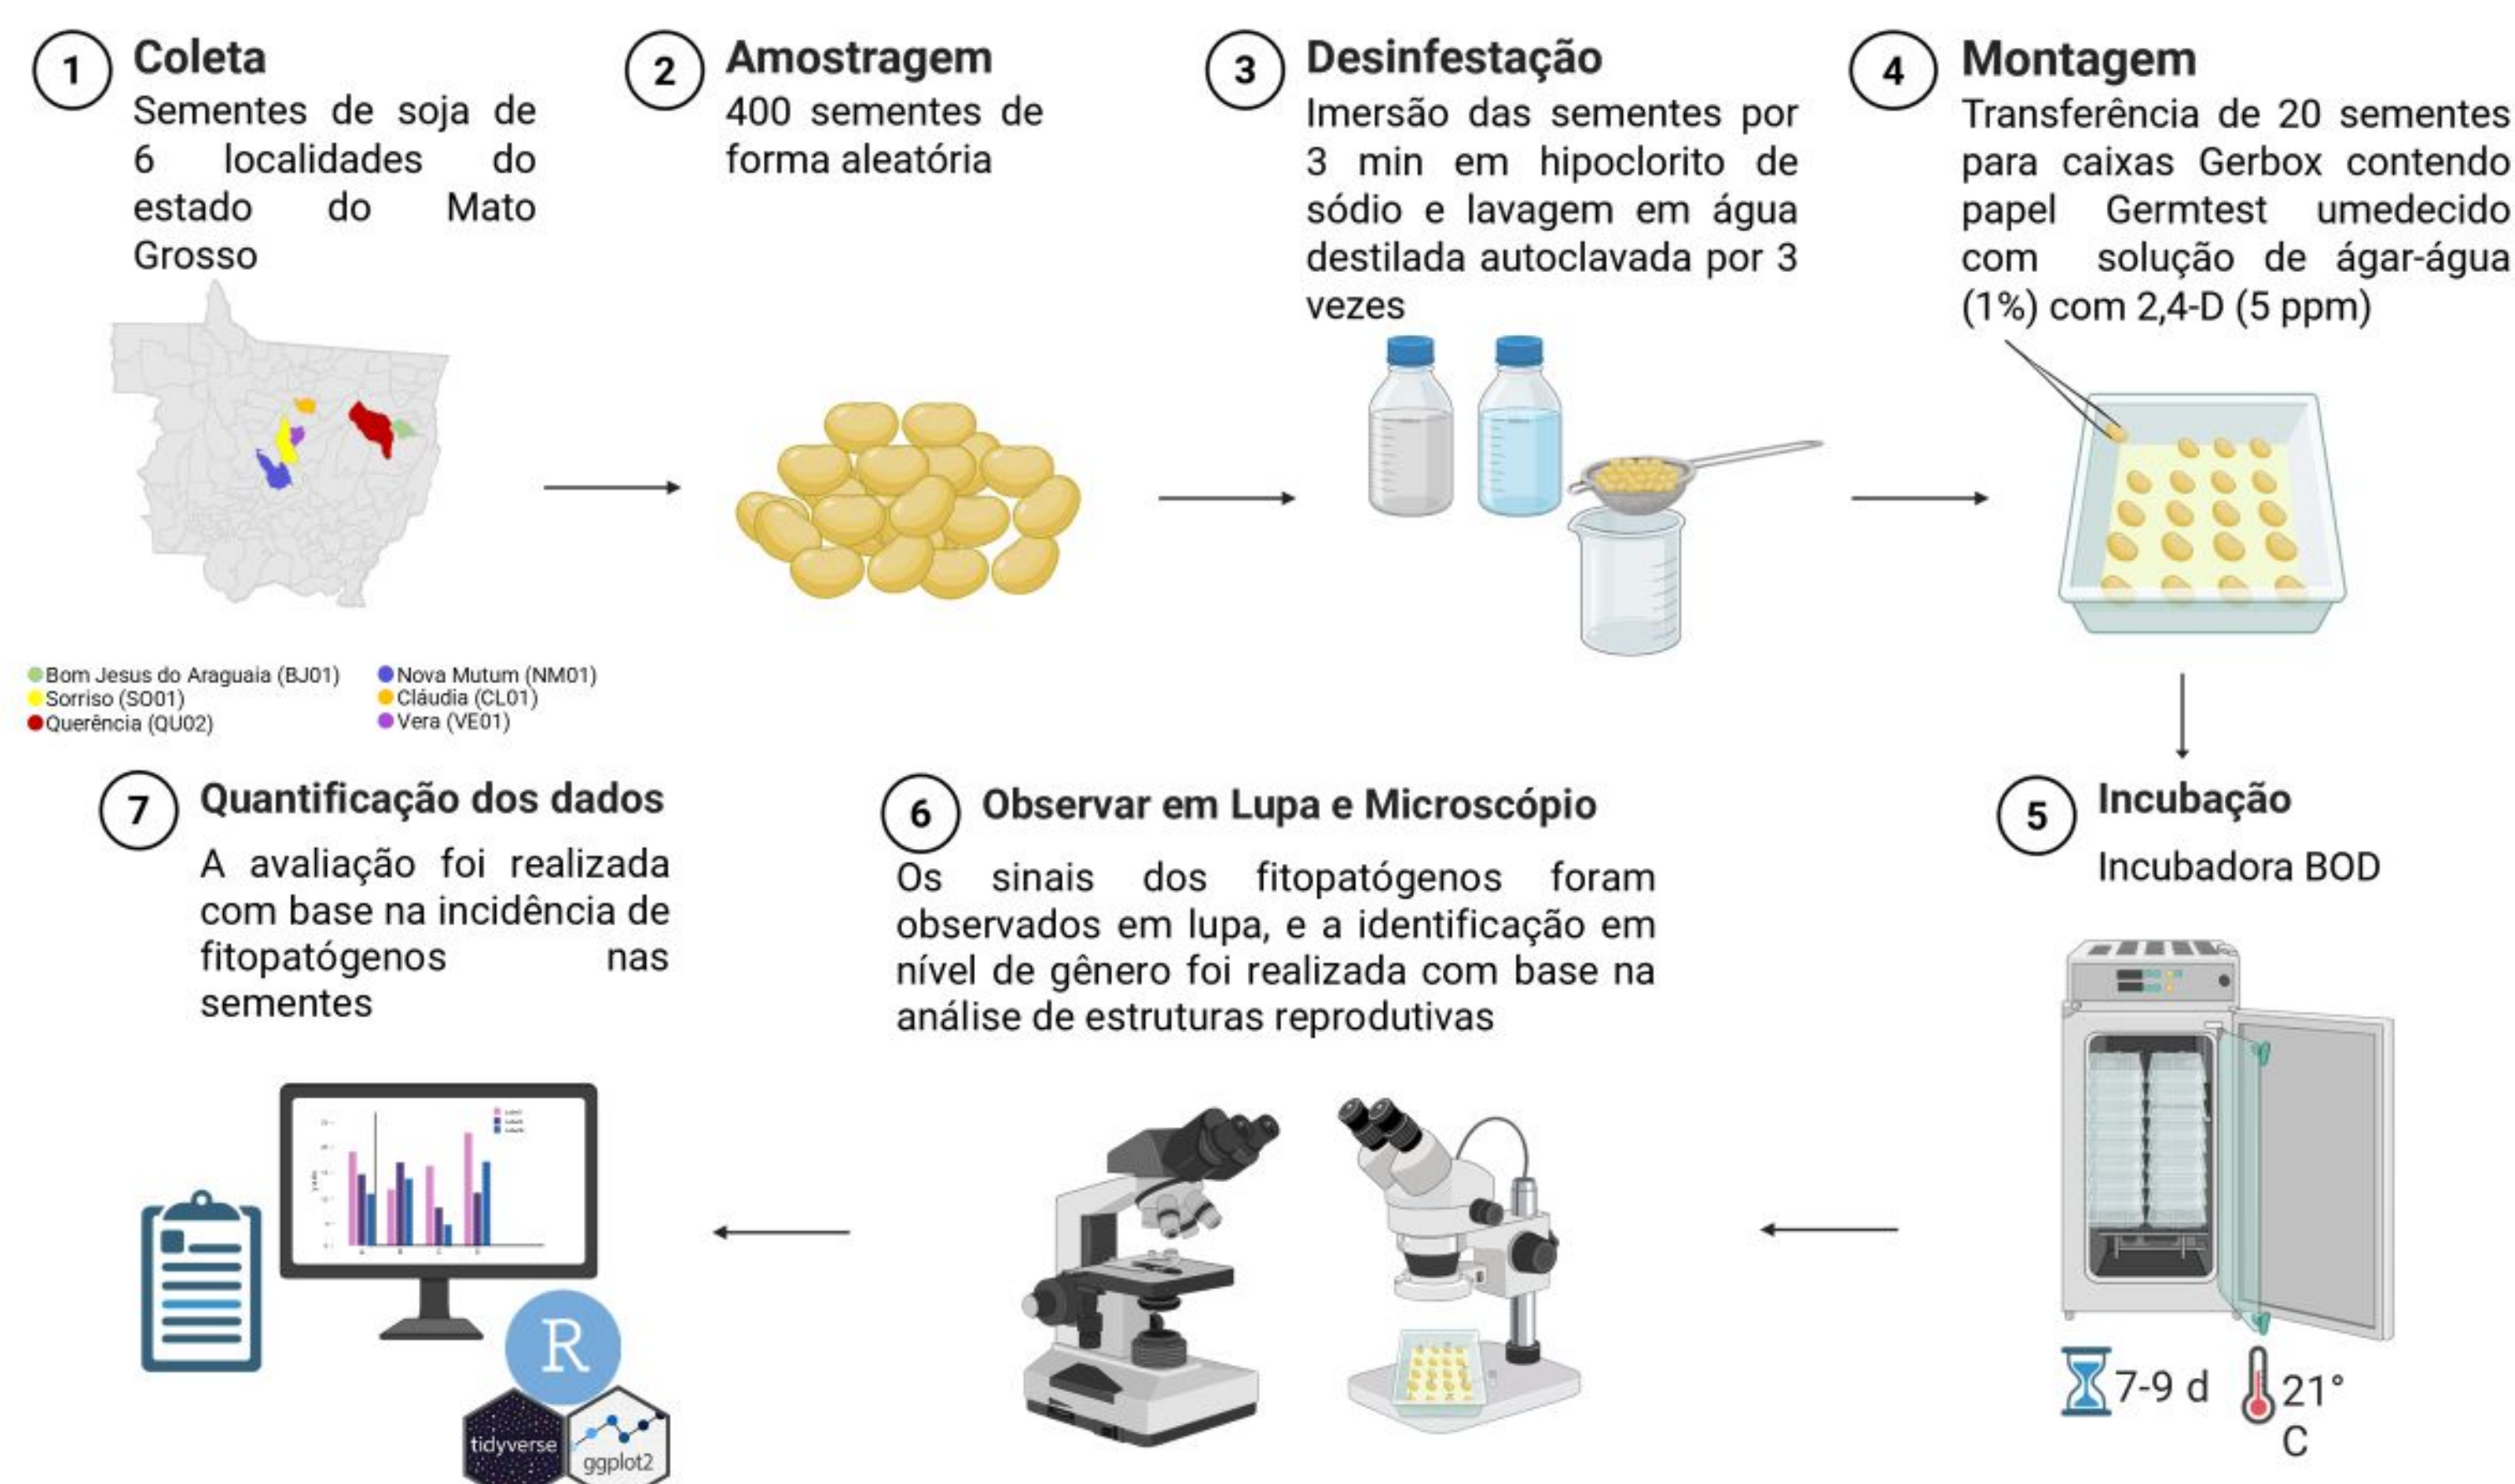 1
Coleta
Sementes de soja de
6 localidades do
estado do Mato
Grosso
Bom Jesus do Araguaia (BJ01)
Sorriso (SO01)
Querência (QU02)
Nova Mutum (NM01)
Cláudia (CL01)
Vera (VE01)
2
Amostragem
400 sementes de
forma aleatória
3
Desinfestação
Imersão das sementes por
3 min em hipoclorito de
sódio e lavagem em água
destilada autoclavada por 3
vezes
4
Montagem
Transferência de 20 sementes
para caixas Gerbox contendo
papel Germtest umedecido
com solução de ágar-água
(1%) com 2,4-D (5 ppm)
5
Incubação
Incubadora BOD
7-9 d
21°
C
6
Observar em Lupa e Microscópio
Os sinais dos fitopatógenos foram
observados em lupa, e a identificação em
nível de gênero foi realizada com base na
análise de estruturas reprodutivas
7
Quantificação dos dados
A avaliação foi realizada
com base na incidência de
fitopatógenos nas
sementes
R
tidyverse
ggplot2